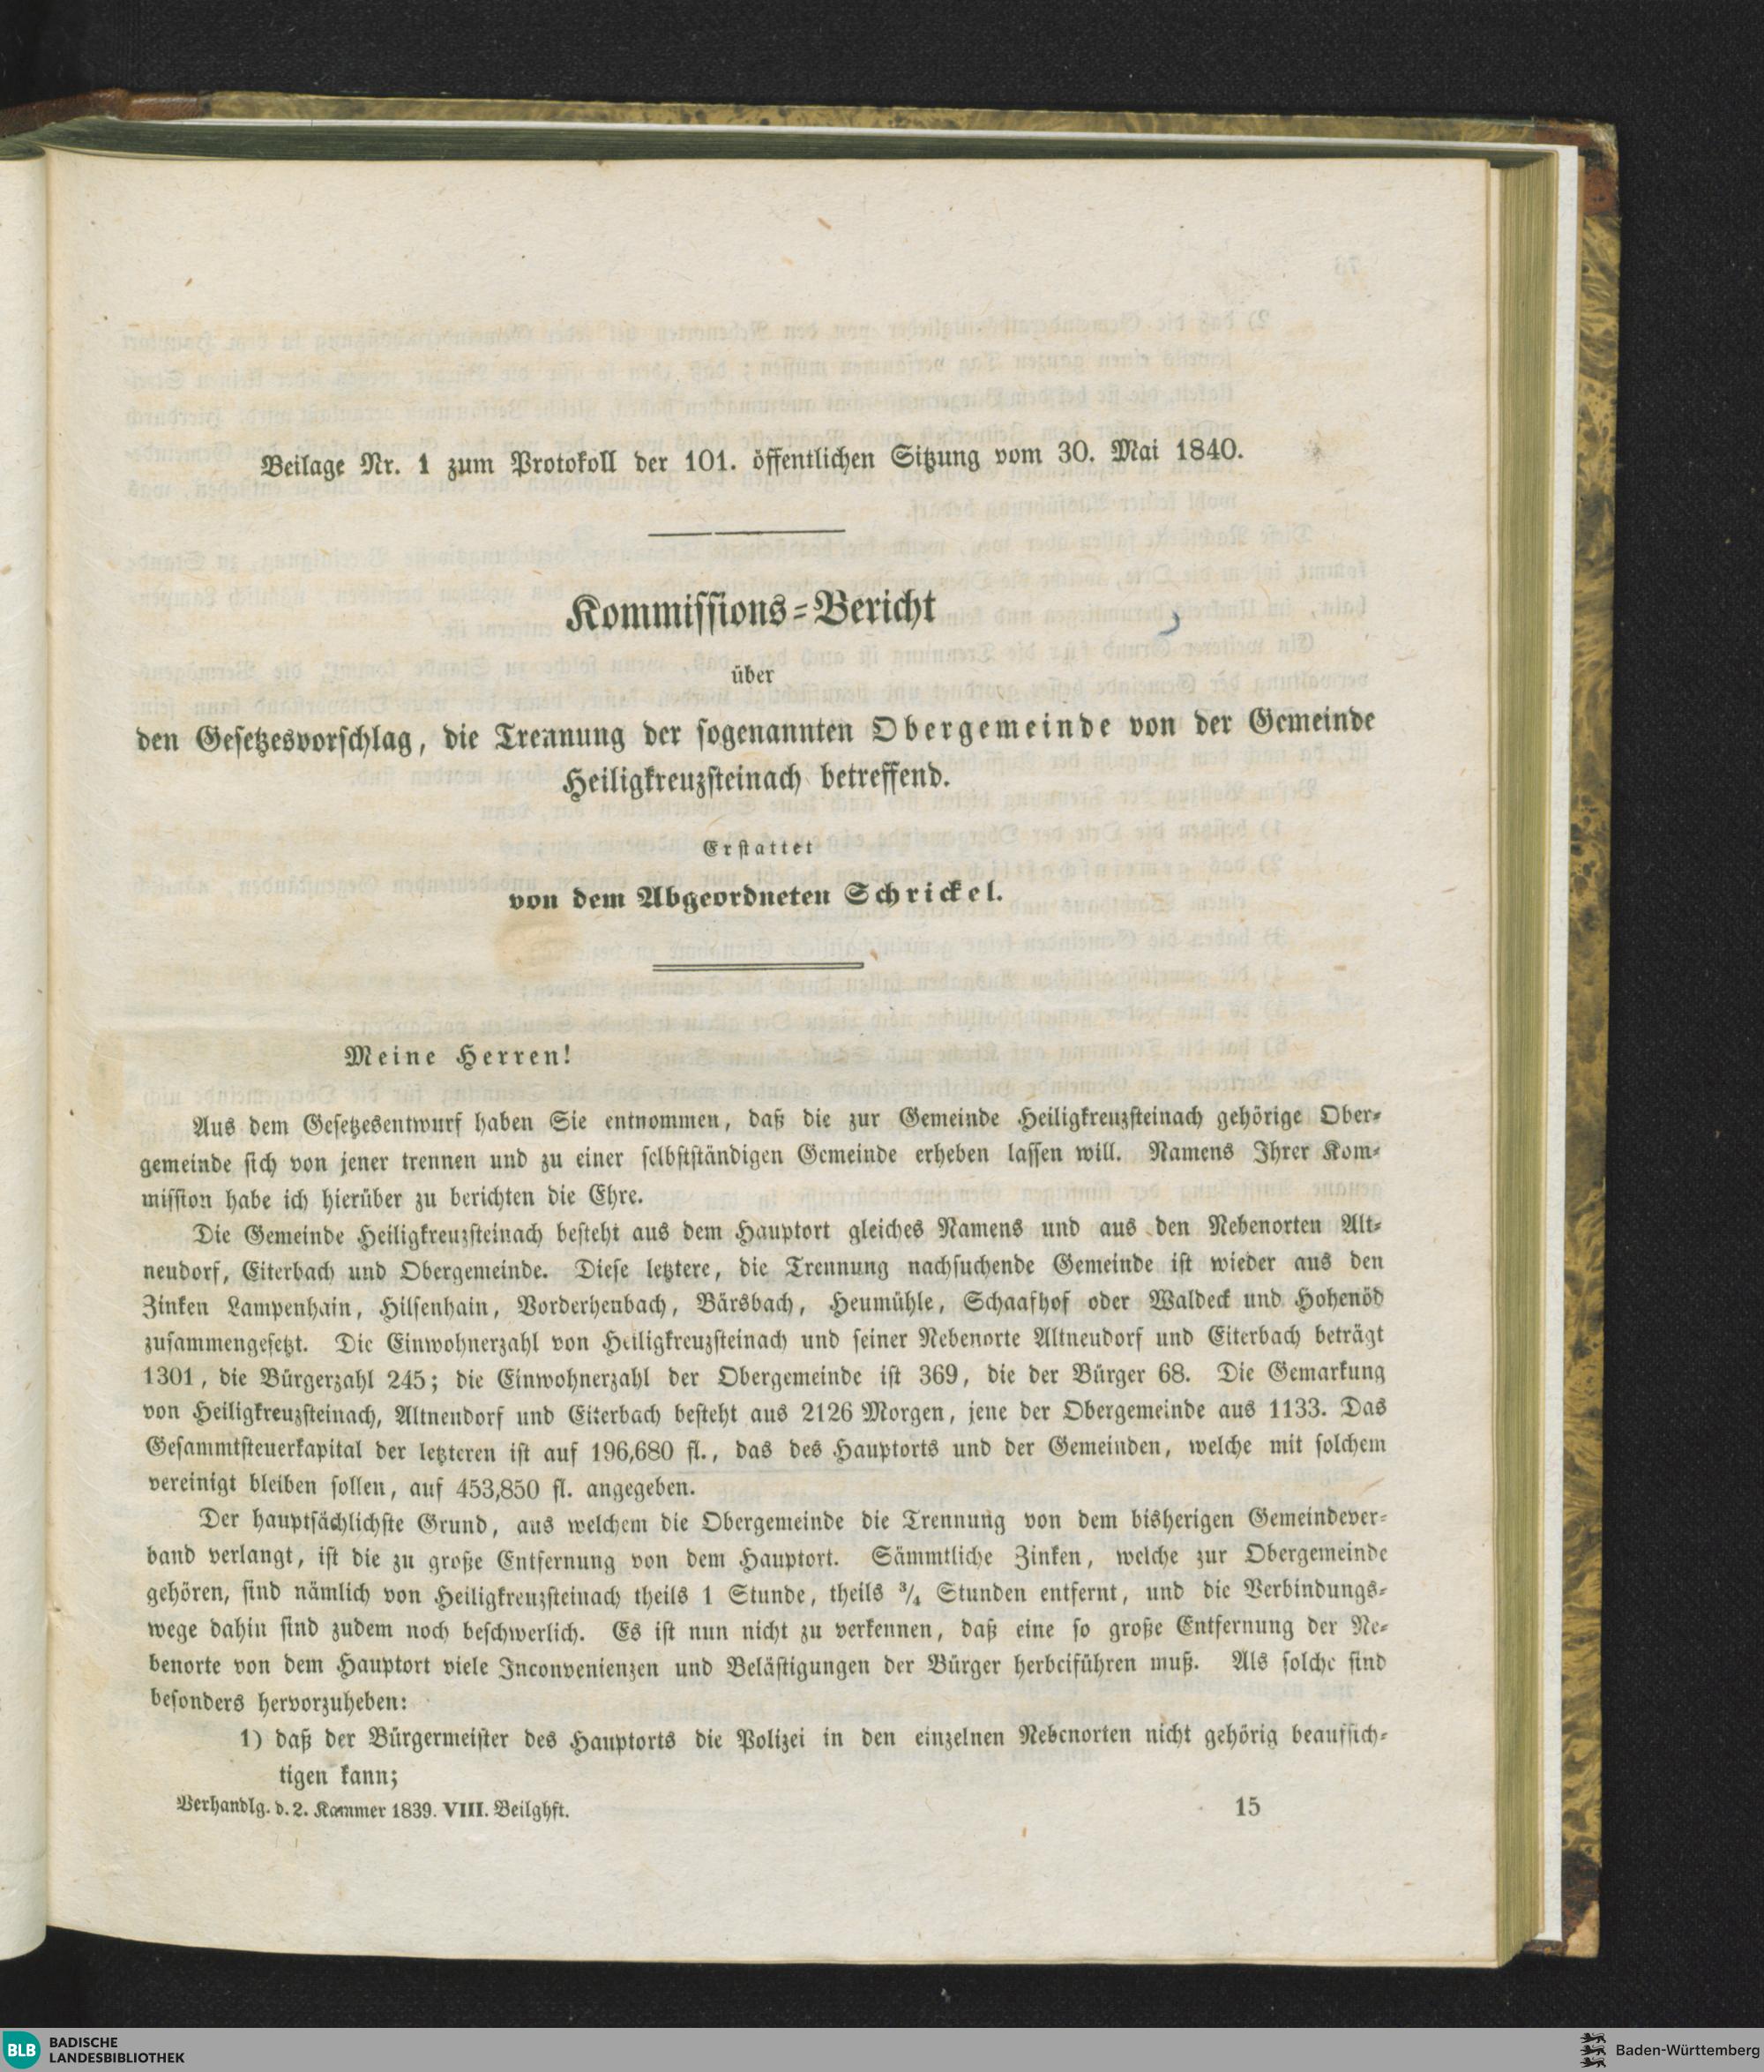 Beilage Nr. 1 zum Protokoll der 101. öffentlichen Sitzung vom 30. Mai 1840.
Kommissions-Bericht
über
den Gesetzesvorschlag, die Trennung der sogenannten Obergemeinde von der Gemeinde
Heiligkreuzsteinach betreffend.
Erstattet
von dem Abgeordneten Schrickel.
Meine Herren!
Aus dem Gesetzesentwurf haben Sie entnommen, daß die zur Gemeinde Heiligkreuzsteinach gehörige Ober-
gemeinde sich von jener trennen und zu einer selbstständigen Gemeinde erheben lassen will. Namens Ihrer Kom-
mission habe ich hierüber zu berichten die Ehre.
Die Gemeinde Heiligkreuzsteinach besteht aus dem Hauptort gleiches Namens und aus den Nebenorten Alt-
neudorf, Eiterbach und Obergemeinde. Diese letztere, die Trennung nachsuchende Gemeinde ist wieder aus den
Zinken Lampenhain, Hilsenhain, Vorderheubach, Bärsbach, Heumühle, Schaafhof oder Waldeck und Hohenöd
zusammengesetzt. Die Einwohnerzahl von Heiligkreuzsteinach und seiner Nebenorte Altneudorf und Eiterbach beträgt
1301, die Bürgerzahl 245; die Einwohnerzahl der Obergemeinde ist 369, die der Bürger 68. Die Gemarkung
von Heiligkreuzsteinach, Altneudorf und Eiterbach besteht aus 2126 Morgen, jene der Obergemeinde aus 1133. Das
Gesammtsteuerkapital der letzteren ist auf 196,680 fl., das des Hauptorts und der Gemeinden, welche mit solchem
vereinigt bleiben sollen, auf 453,850 fl. angegeben.
Der hauptsächlichste Grund, aus welchem die Obergemeinde die Trennung von dem bisherigen Gemeindever-
band verlangt, ist die zu große Entfernung von dem Hauptort. Sämmtliche Zinken, welche zur Obergemeinde
gehören, sind nämlich von Heiligkreuzsteinach theils 1 Stunde, theils ¾ Stunden entfernt, und die Verbindungs-
wege dahin sind zudem noch beschwerlich. Es ist nun nicht zu verkennen, daß eine so große Entfernung der Ne-
benorte von dem Hauptort viele Inconvenienzen und Belästigungen der Bürger herbeiführen muß. Als solche sind
besonders hervorzuheben:
1) daß der Bürgermeister des Hauptorts die Polizei in den einzelnen Nebenorten nicht gehörig beaufsich-
tigen kann;
Verhandlg. d. 2. Kammer 1839. VIII. Beilghft. 15
BLB BADISCHE
LANDESBIBLIOTHEK
Baden-Württemberg